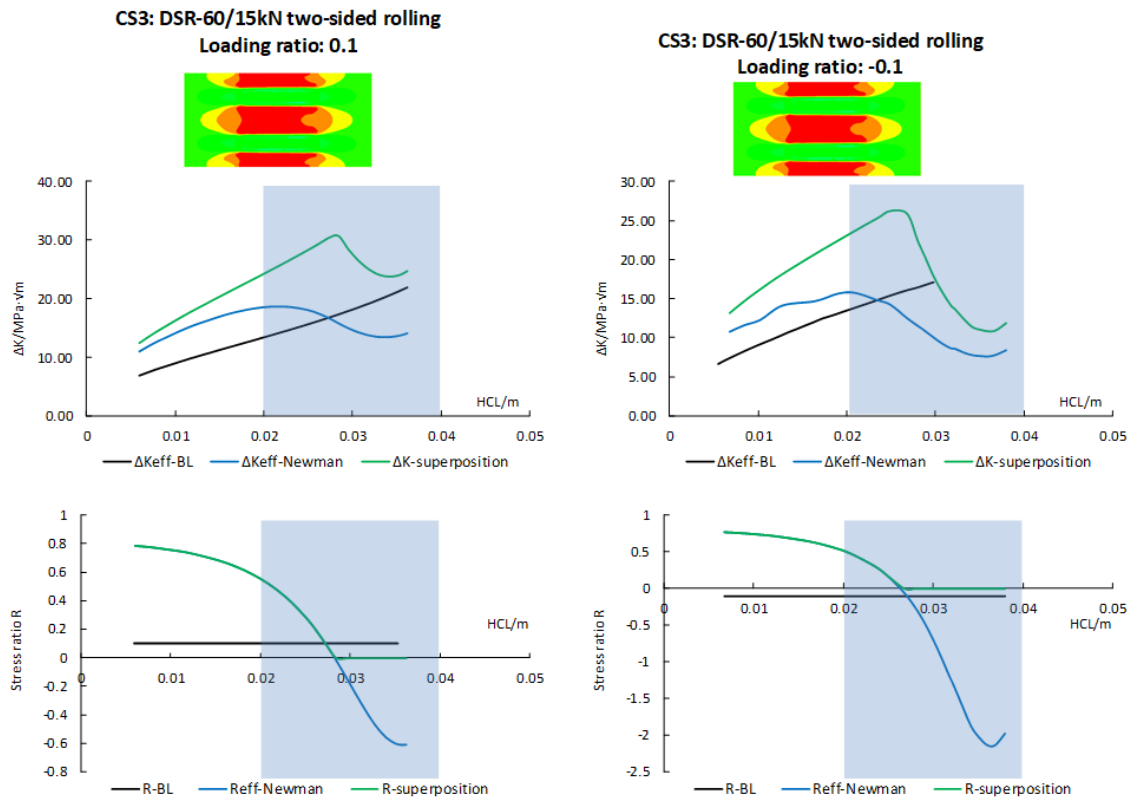 CS3: DSR-60/15kN two-sided rolling
Loading ratio: 0.1
40.00
30.00
20.00
10.00
0.00
ΔK/MPa·√m
HCL/m
0
0.01
0.02
0.03
0.04
0.05
ΔKeff-BL
ΔKeff-Newman
ΔK-superposition
CS3: DSR-60/15kN two-sided rolling
Loading ratio: -0.1
30.00
25.00
20.00
15.00
10.00
5.00
0.00
ΔK/MPa·√m
HCL/m
0
0.01
0.02
0.03
0.04
0.05
ΔKeff-BL
ΔKeff-Newman
ΔK-superposition
1
0.8
0.6
0.4
0.2
0
-0.2
-0.4
-0.6
-0.8
Stress ratio R
HCL/m
0
0.01
0.02
0.03
0.04
0.05
R-BL
Reff-Newman
R-superposition
1
0.5
0
-0.5
-1
-1.5
-2
-2.5
Stress ratio R
HCL/m
0
0.01
0.02
0.03
0.04
0.05
R-BL
Reff-Newman
R-superposition